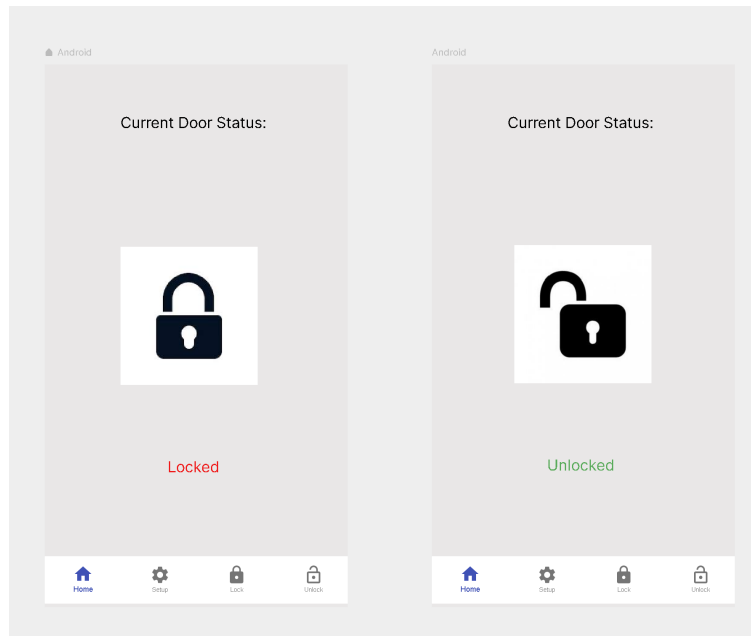 Android
Current Door Status:
Locked
Home Setup Lock Unlock
Android
Current Door Status:
Unlocked
Home Setup Lock Unlock